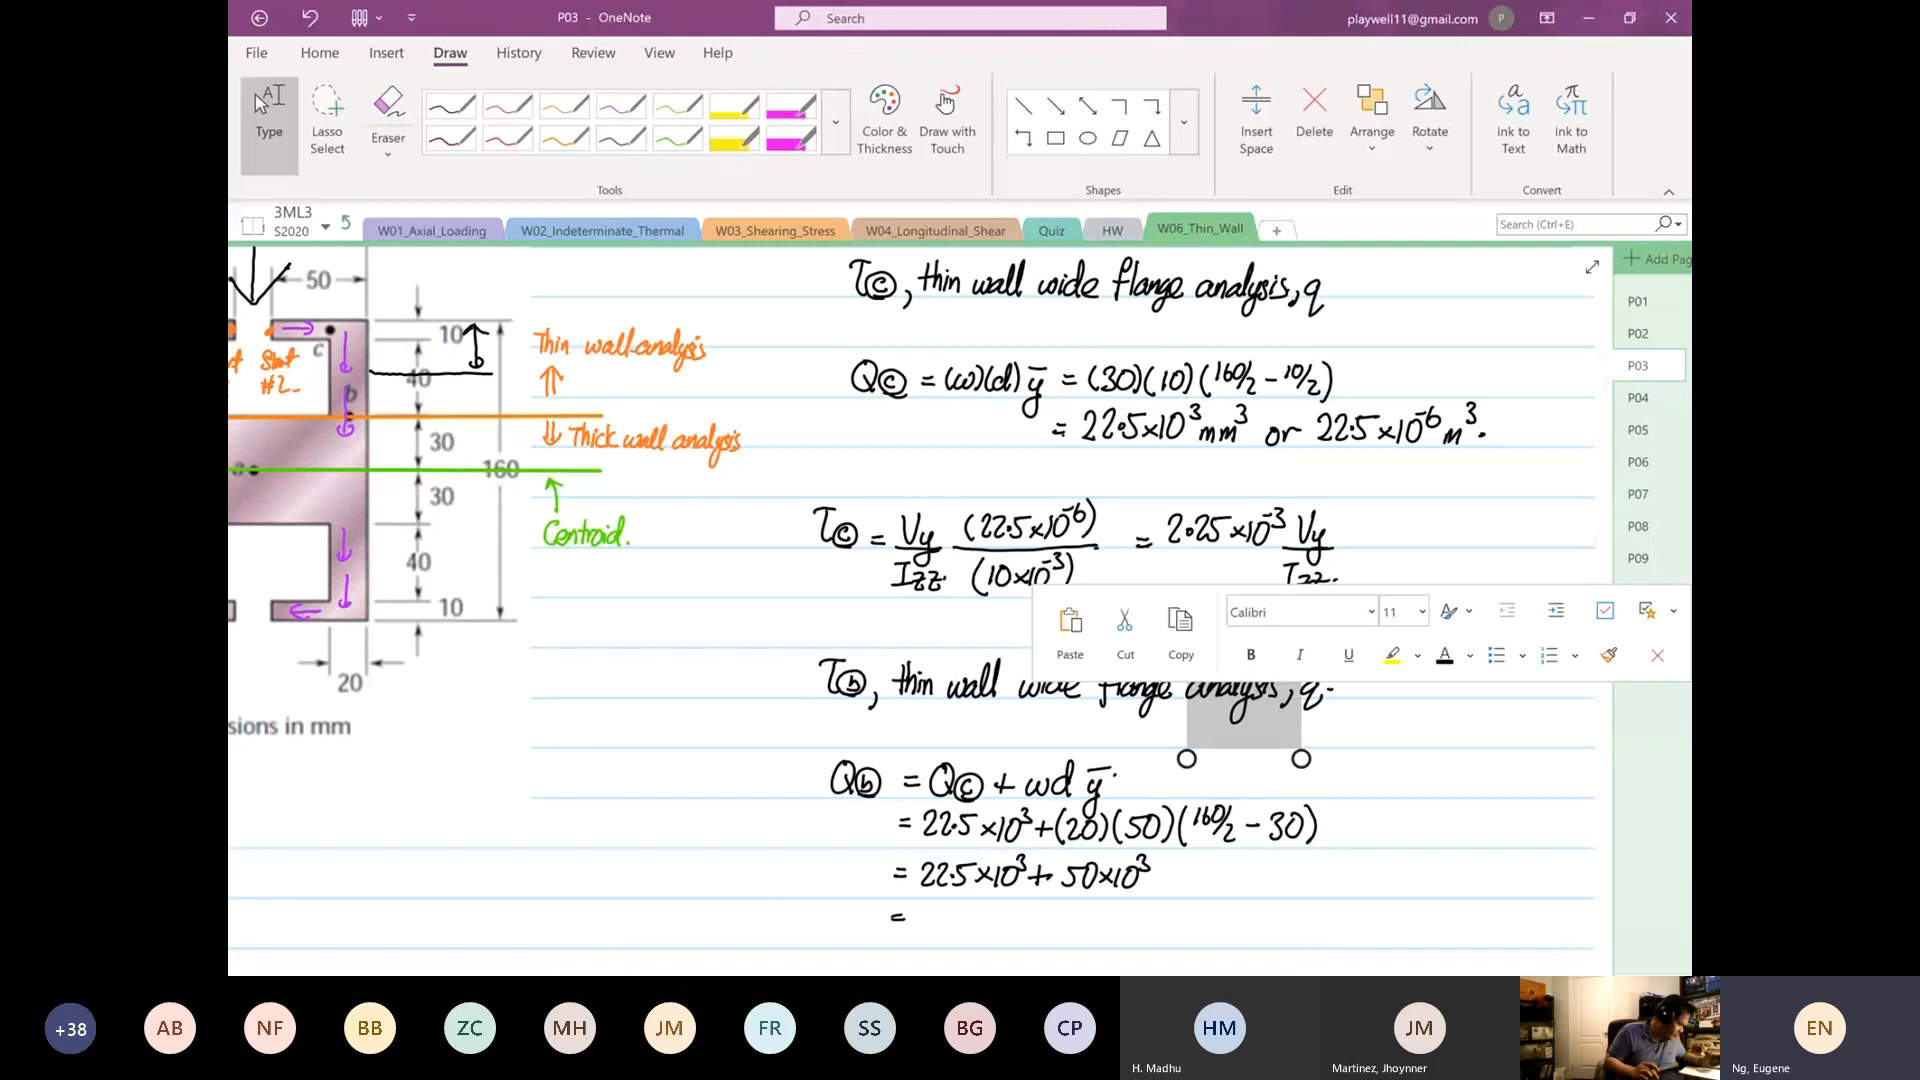 P03 - OneNote
Search
playwell11@gmail.com
P
File Home Insert Draw History Review View Help
Type
Lasso Select
Eraser
Color & Thickness
Draw with Touch
Insert Space
Delete
Arrange
Rotate
Ink to Text
Ink to Math
Tools
Shapes
Edit
Convert
3ML3 S2020
W01_Axial_Loading
W02_Indeterminate_Thermal
W03_Shearing_Stress
W04_Longitudinal_Shear
Quiz
HW
W06_Thin_Wall
Search (Ctrl+E)
Add Pag
P01
P02
P03
P04
P05
P06
P07
P08
P09
50
10
c
Start #2.
40
b
30
160
30
40
10
20
sions in mm
Thin wall analysis
Thick wall analysis
Centroid.
τⓒ, thin wall wide flange analysis, q
Qⓒ = (w)(d) ȳ = (30)(10)(160/2 - 10/2)
= 22.5×10³ mm³ or 22.5×10⁻⁶ m³.
τⓒ = Vy/Izz (22.5×10⁻⁶)/(10×10⁻³) = 2.25×10⁻³ Vy/Izz.
Paste
Cut
Copy
Calibri
11
B I U A
τⓑ, thin wall wide flange analysis, q.
Qⓑ = Qⓒ + wd ȳ
= 22.5×10³ + (20)(50)(160/2 - 30)
= 22.5×10³ + 50×10³
=
+38
AB
NF
BB
ZC
MH
JM
FR
SS
BG
CP
HM
JM
EN
H. Madhu
Martinez, Jhoynner
Ng, Eugene